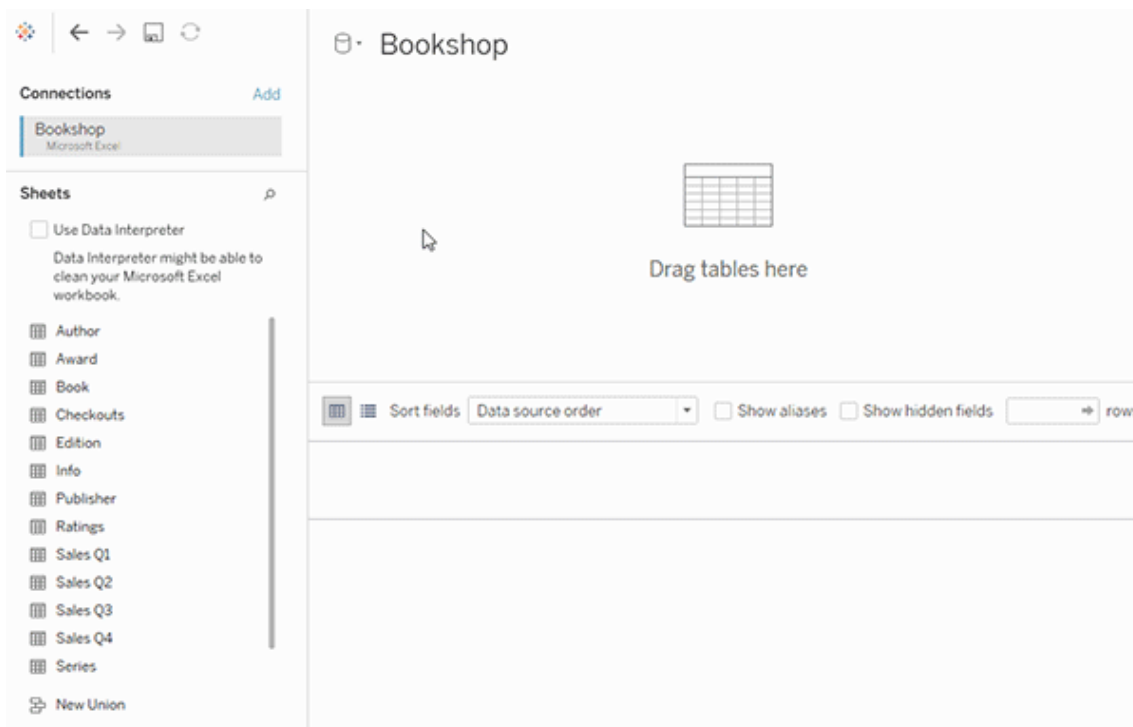 Bookshop
Connections
Add
Bookshop
Microsoft Excel
Sheets
Use Data Interpreter
Data Interpreter might be able to
clean your Microsoft Excel
workbook.
Drag tables here
Author
Award
Book
Checkouts
Edition
Info
Publisher
Ratings
Sales Q1
Sales Q2
Sales Q3
Sales Q4
Series
New Union
Sort fields
Data source order
Show aliases
Show hidden fields